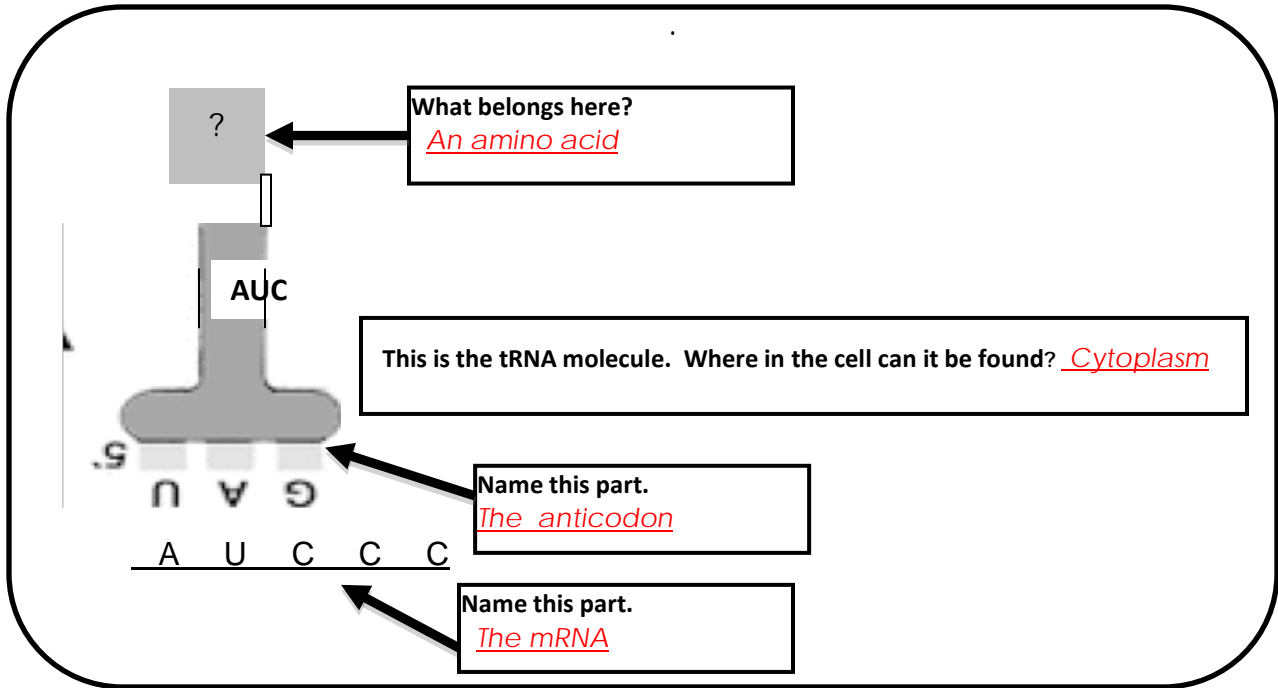 .
?
What belongs here?
An amino acid
AUC
This is the tRNA molecule.  Where in the cell can it be found? Cytoplasm
5'
U A G
Name this part.
The anticodon
A U C C C
Name this part.
The mRNA